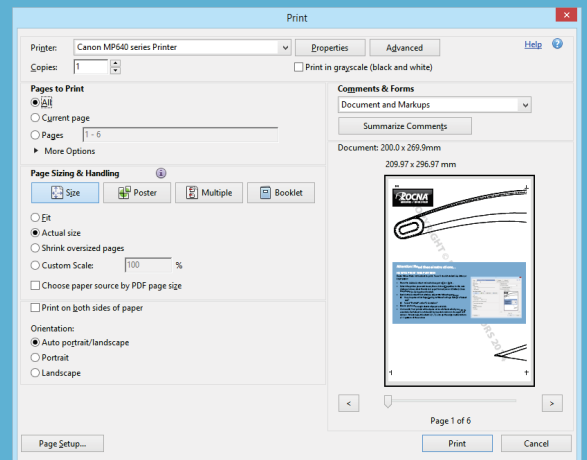 Print
Printer: Canon MP640 series Printer Properties Advanced Help
Copies: 1 Print in grayscale (black and white)
Pages to Print
All
Current page
Pages 1 - 6
More Options
Page Sizing & Handling
Size Poster Multiple Booklet
Fit
Actual size
Shrink oversized pages
Custom Scale: 100 %
Choose paper source by PDF page size
Print on both sides of paper
Orientation:
Auto portrait/landscape
Portrait
Landscape
Comments & Forms
Document and Markups
Summarize Comments
Document: 200.0 x 269.9mm
209.97 x 296.97 mm
ROCNA
< >
Page 1 of 6
Page Setup... Print Cancel